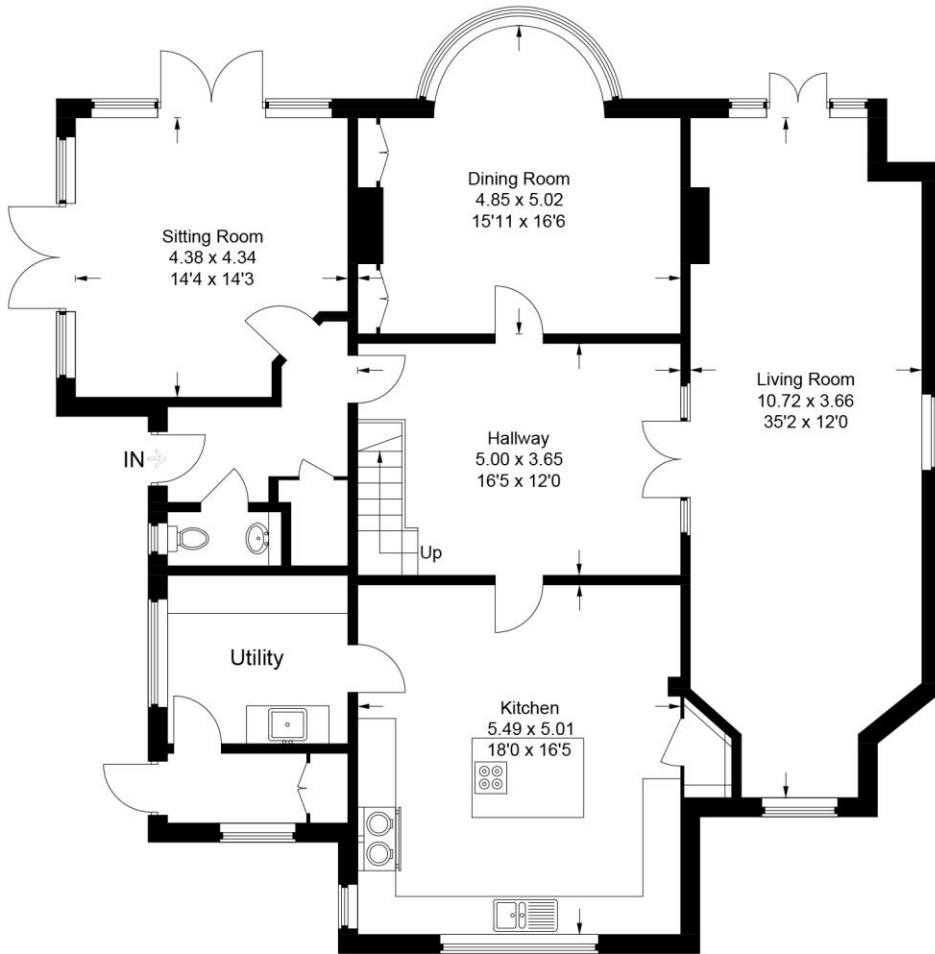 Dining Room
4.85 x 5.02
15'11 x 16'6
Sitting Room
4.38 x 4.34
14'4 x 14'3
Living Room
10.72 x 3.66
35'2 x 12'0
Hallway
5.00 x 3.65
16'5 x 12'0
IN
Up
Utility
Kitchen
5.49 x 5.01
18'0 x 16'5